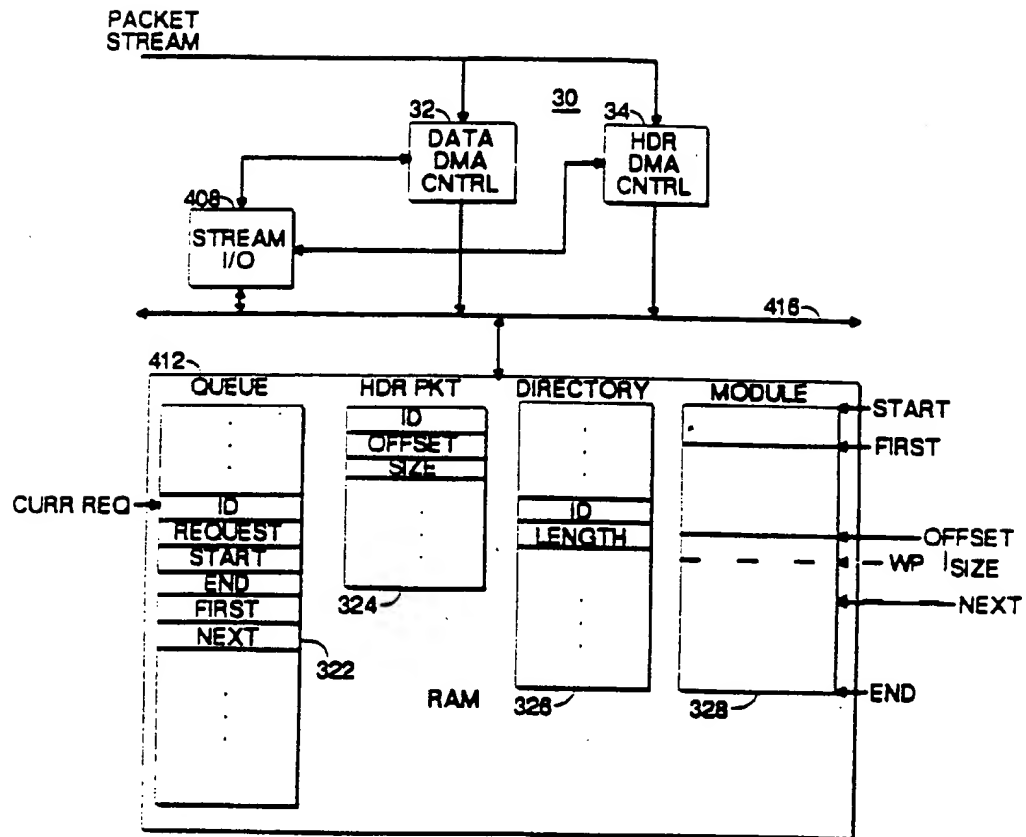 PACKET
STREAM
32
DATA
DMA
CNTRL
30
34
HDR
DMA
CNTRL
408
STREAM
I/O
416
412
QUEUE
HDR PKT
DIRECTORY
MODULE
START
FIRST
ID
OFFSET
SIZE
CURR REQ
ID
REQUEST
START
END
FIRST
NEXT
322
324
ID
LENGTH
326
OFFSET
WP
SIZE
NEXT
END
328
RAM